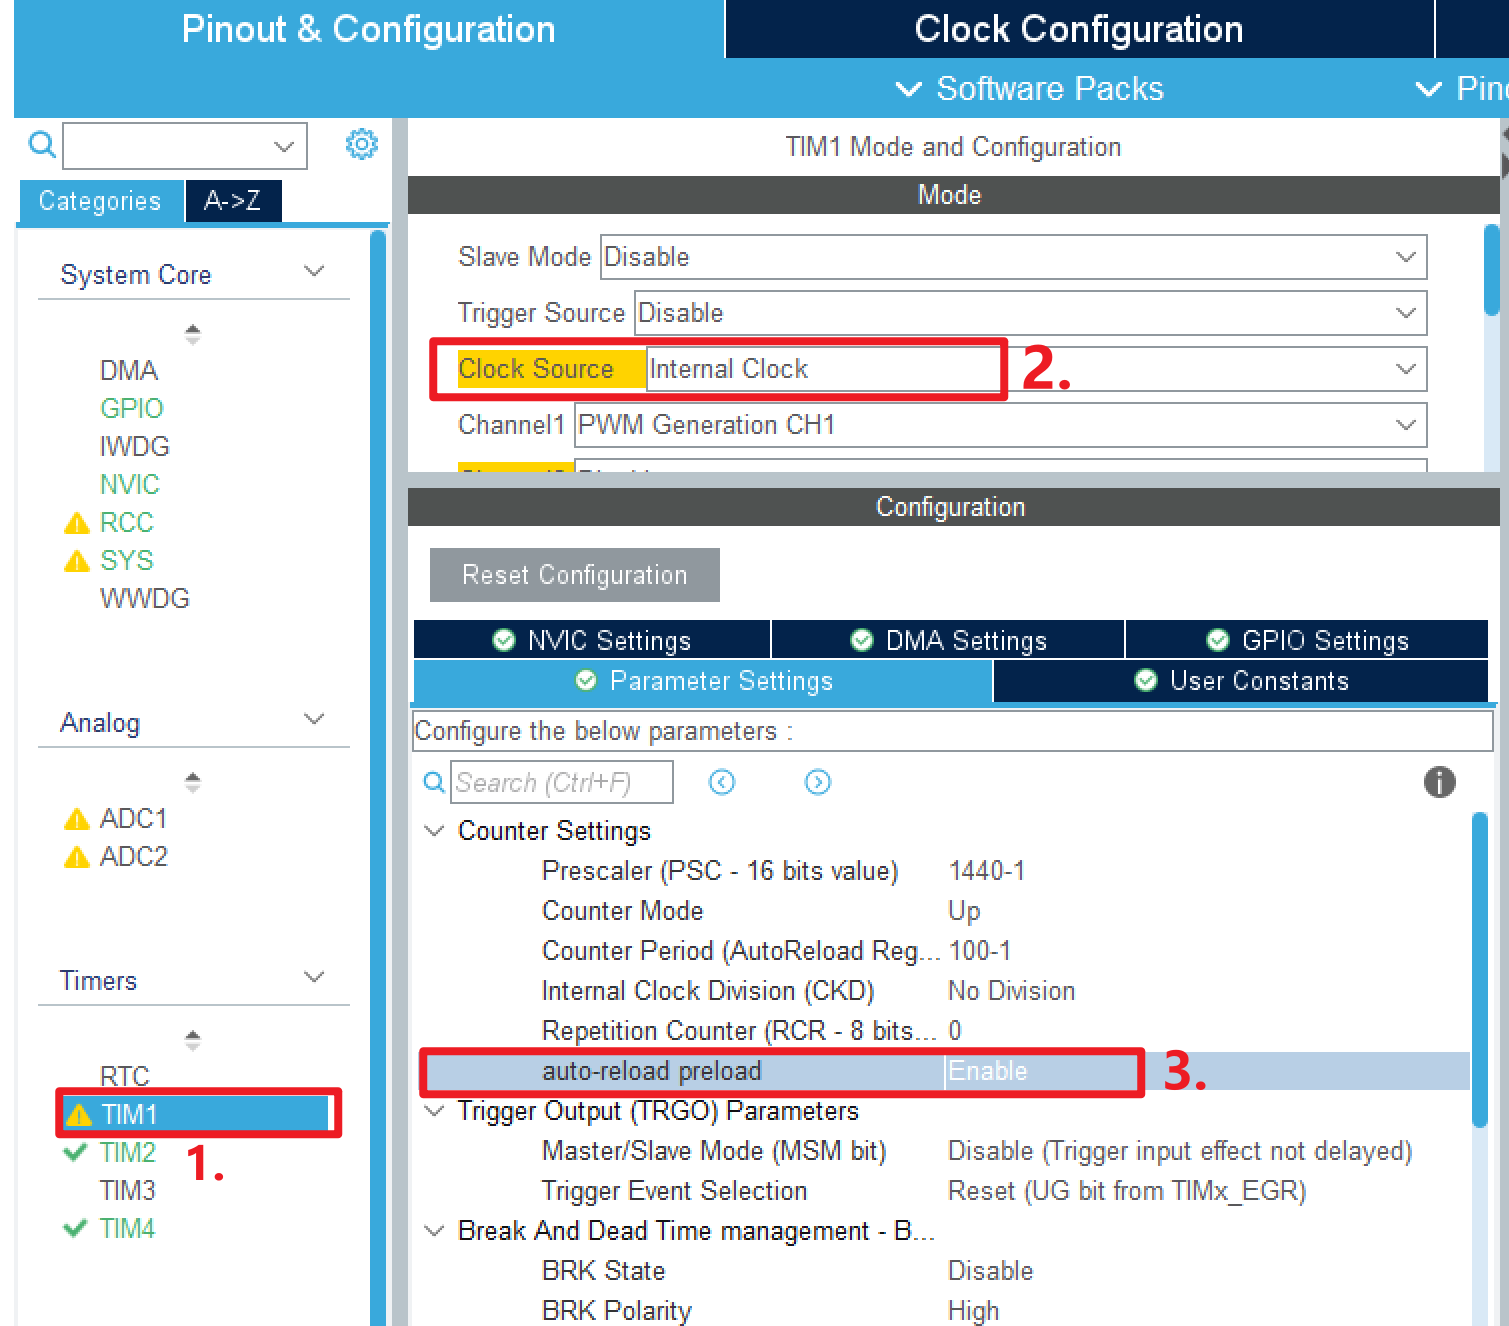 Pinout & Configuration
Clock Configuration
Software Packs
Categories
A->Z
System Core
DMA
GPIO
IWDG
NVIC
RCC
SYS
WWDG
Analog
ADC1
ADC2
Timers
RTC
TIM1
1.
TIM2
TIM3
TIM4
TIM1 Mode and Configuration
Mode
Slave Mode Disable
Trigger Source Disable
Clock Source Internal Clock 2.
Channel1 PWM Generation CH1
Configuration
Reset Configuration
NVIC Settings DMA Settings GPIO Settings
Parameter Settings User Constants
Configure the below parameters :
Search (Ctrl+F)
Counter Settings
Prescaler (PSC - 16 bits value) 1440-1
Counter Mode Up
Counter Period (AutoReload Reg... 100-1
Internal Clock Division (CKD) No Division
Repetition Counter (RCR - 8 bits... 0
auto-reload preload Enable 3.
Trigger Output (TRGO) Parameters
Master/Slave Mode (MSM bit) Disable (Trigger input effect not delayed)
Trigger Event Selection Reset (UG bit from TIMx_EGR)
Break And Dead Time management - B...
BRK State Disable
BRK Polarity High